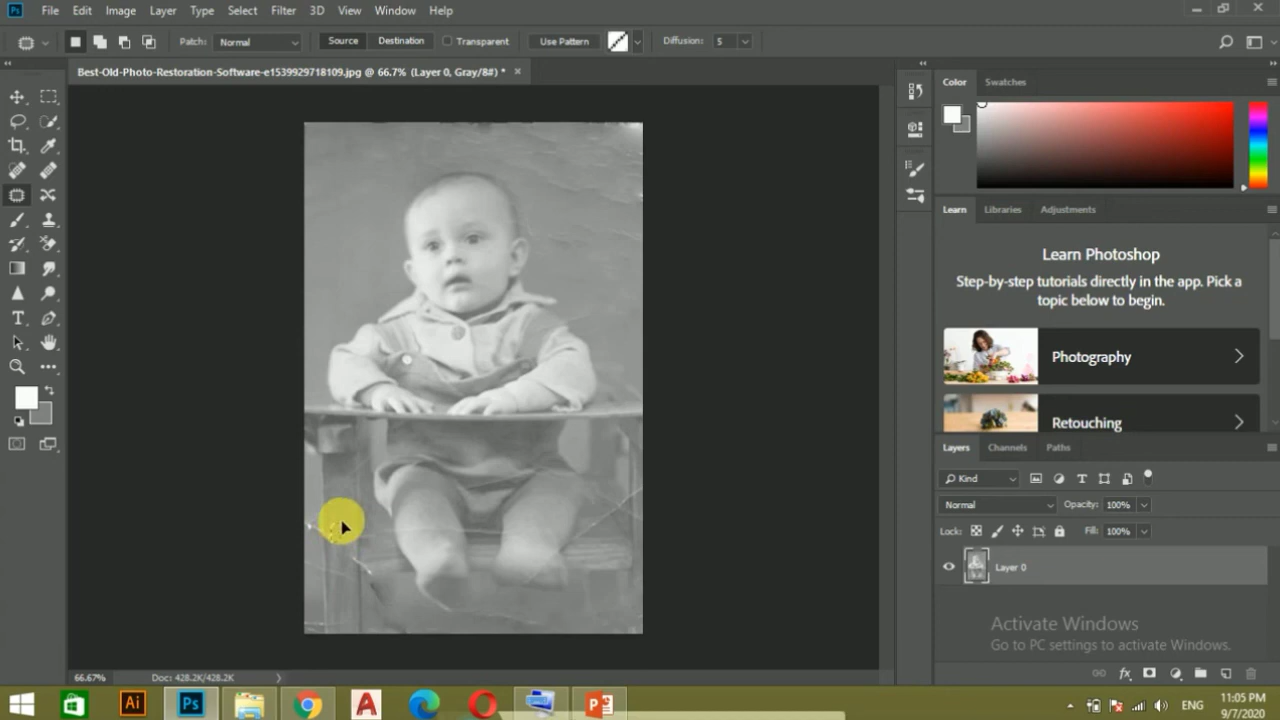 Ps File Edit Image Layer Type Select Filter 3D View Window Help
Patch: Normal Source Destination Transparent Use Pattern Diffusion: 5
Best-Old-Photo-Restoration-Software-e1539929718109.jpg @ 66.7% (Layer 0, Gray/8#) * ×
Color Swatches
Learn Libraries Adjustments
Learn Photoshop
Step-by-step tutorials directly in the app. Pick a
topic below to begin.
Photography
Retouching
Layers Channels Paths
Kind
Normal Opacity: 100%
Lock: Fill: 100%
Layer 0
Activate Windows
Go to PC settings to activate Windows.
66.67% Doc: 428.2K/428.2K
Ai Ps A P ENG 11:05 PM
9/7/2020